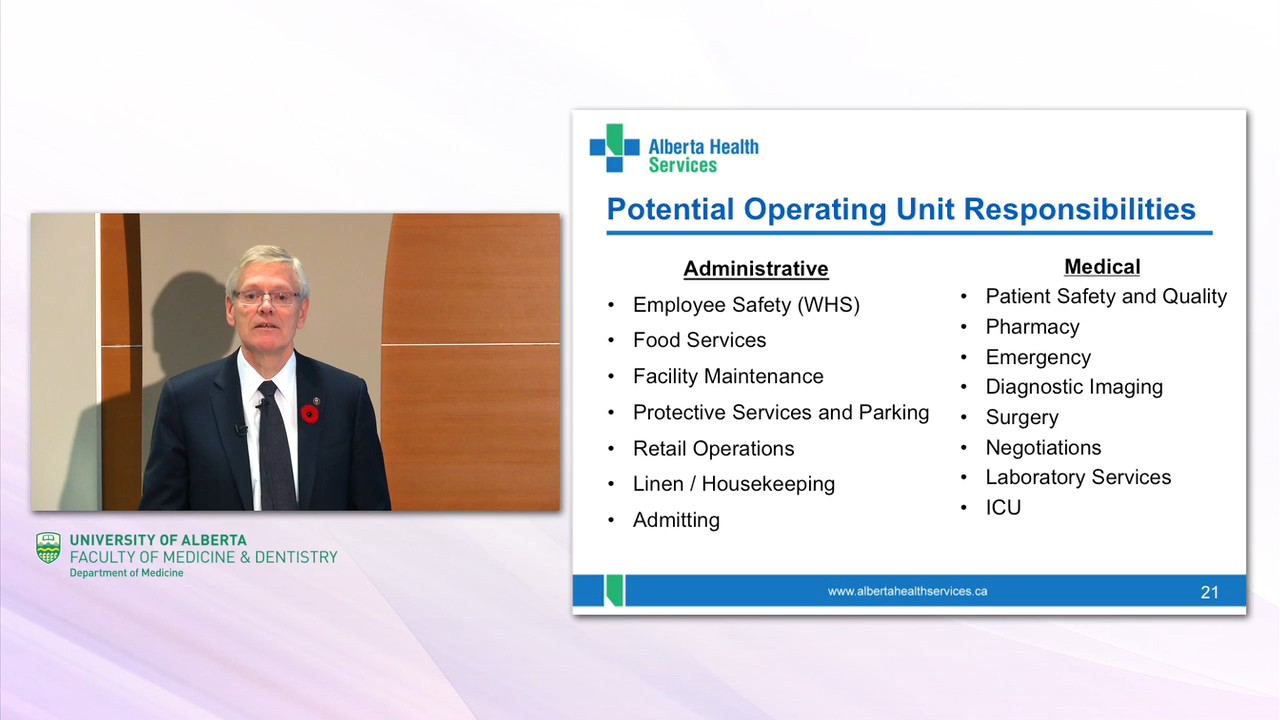 Alberta Health
Services
Potential Operating Unit Responsibilities
Administrative
• Employee Safety (WHS)
• Food Services
• Facility Maintenance
• Protective Services and Parking
• Retail Operations
• Linen / Housekeeping
• Admitting
Medical
• Patient Safety and Quality
• Pharmacy
• Emergency
• Diagnostic Imaging
• Surgery
• Negotiations
• Laboratory Services
• ICU
www.albertahealthservices.ca
21
UNIVERSITY OF ALBERTA
FACULTY OF MEDICINE & DENTISTRY
Department of Medicine